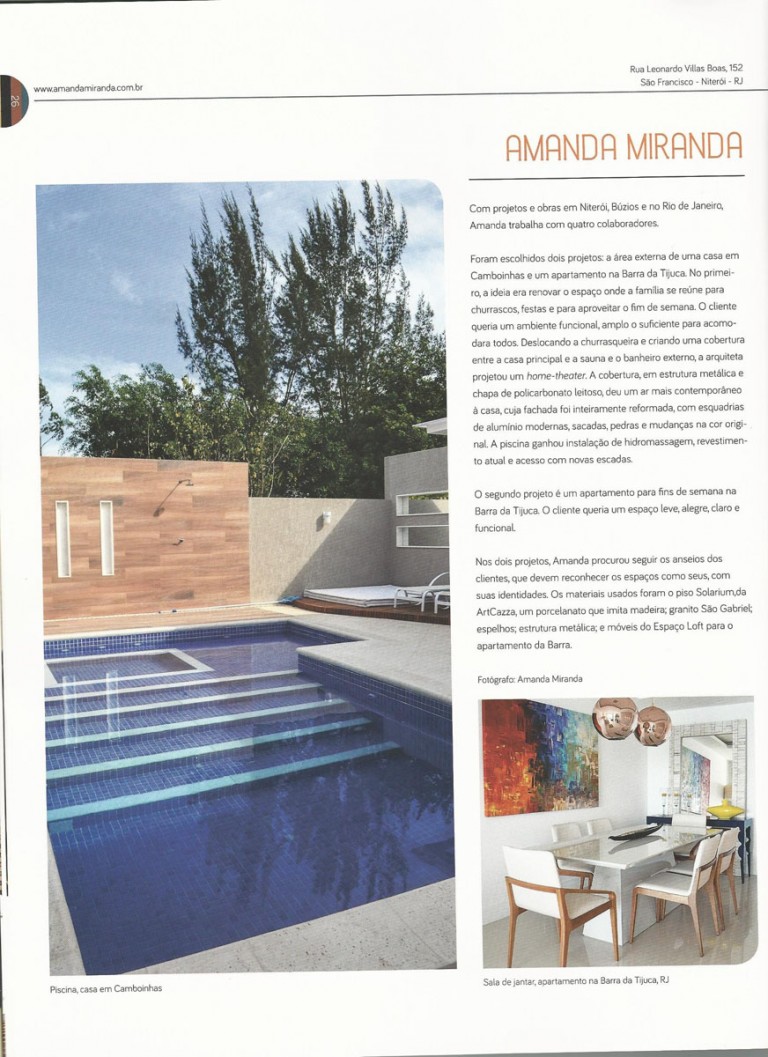 www.amandamiranda.com.br
26
Rua Leonardo Villas Boas, 152
São Francisco - Niterói - RJ
AMANDA MIRANDA
Com projetos e obras em Niterói, Búzios e no Rio de Janeiro,
Amanda trabalha com quatro colaboradores.
Foram escolhidos dois projetos: a área externa de uma casa em
Camboinhas e um apartamento na Barra da Tijuca. No primei-
ro, a ideia era renovar o espaço onde a família se reúne para
churrascos, festas e para aproveitar o fim de semana. O cliente
queria um ambiente funcional, amplo o suficiente para acomo-
dara todos. Deslocando a churrasqueira e criando uma cobertura
entre a casa principal e a sauna e o banheiro externo, a arquiteta
projetou um home-theater. A cobertura, em estrutura metálica e
chapa de policarbonato leitoso, deu um ar mais contemporâneo
à casa, cuja fachada foi inteiramente reformada, com esquadrias
de alumínio modernas, sacadas, pedras e mudanças na cor origi-
nal. A piscina ganhou instalação de hidromassagem, revestimen-
to atual e acesso com novas escadas.
O segundo projeto é um apartamento para fins de semana na
Barra da Tijuca. O cliente queria um espaço leve, alegre, claro e
funcional.
Nos dois projetos, Amanda procurou seguir os anseios dos
clientes, que devem reconhecer os espaços como seus, com
suas identidades. Os materiais usados foram o piso Solarium,da
ArtCazza, um porcelanato que imita madeira; granito São Gabriel;
espelhos; estrutura metálica; e móveis do Espaço Loft para o
apartamento da Barra.
Fotógrafo: Amanda Miranda
Piscina, casa em Camboinhas
Sala de jantar, apartamento na Barra da Tijuca, RJ